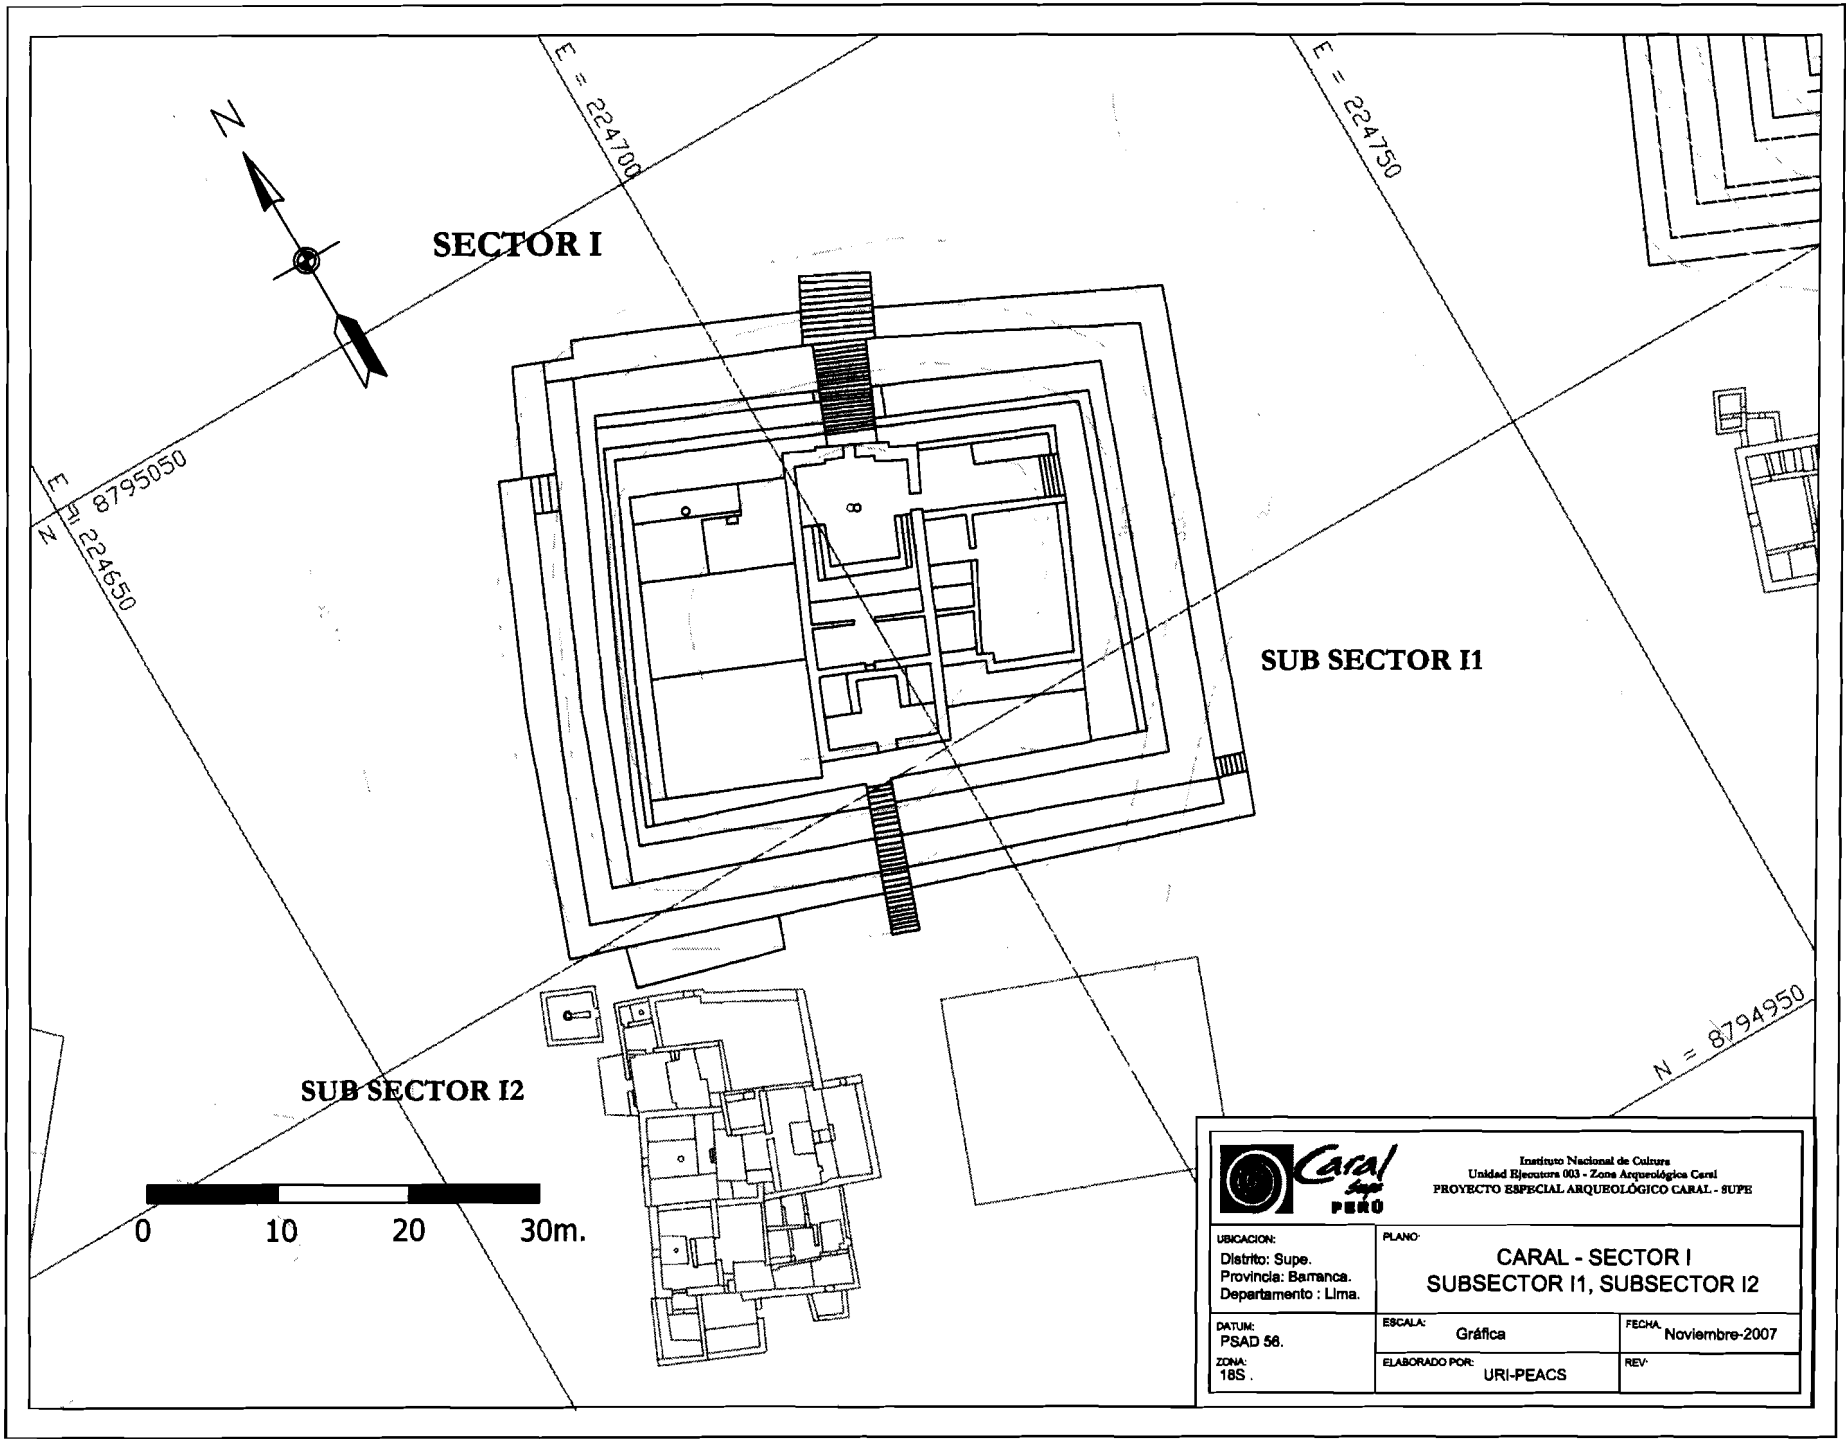 E = 224700
E = 224750
N
SECTOR I
8795050
N
E = 224650
SUB SECTOR I1
SUB SECTOR I2
N = 8794950
0 10 20 30m.
Caral
Supe
PERÚ
Instituto Nacional de Cultura
Unidad Ejecutora 003 - Zona Arqueológica Caral
PROYECTO ESPECIAL ARQUEOLÓGICO CARAL - SUPE
UBICACION:
Distrito: Supe.
Provincia: Barranca.
Departamento : Lima.
PLANO:
CARAL - SECTOR I
SUBSECTOR I1, SUBSECTOR I2
DATUM:
PSAD 56.
ZONA:
18S .
ESCALA:
Gráfica
FECHA:
Noviembre-2007
ELABORADO POR:
URI-PEACS
REV: